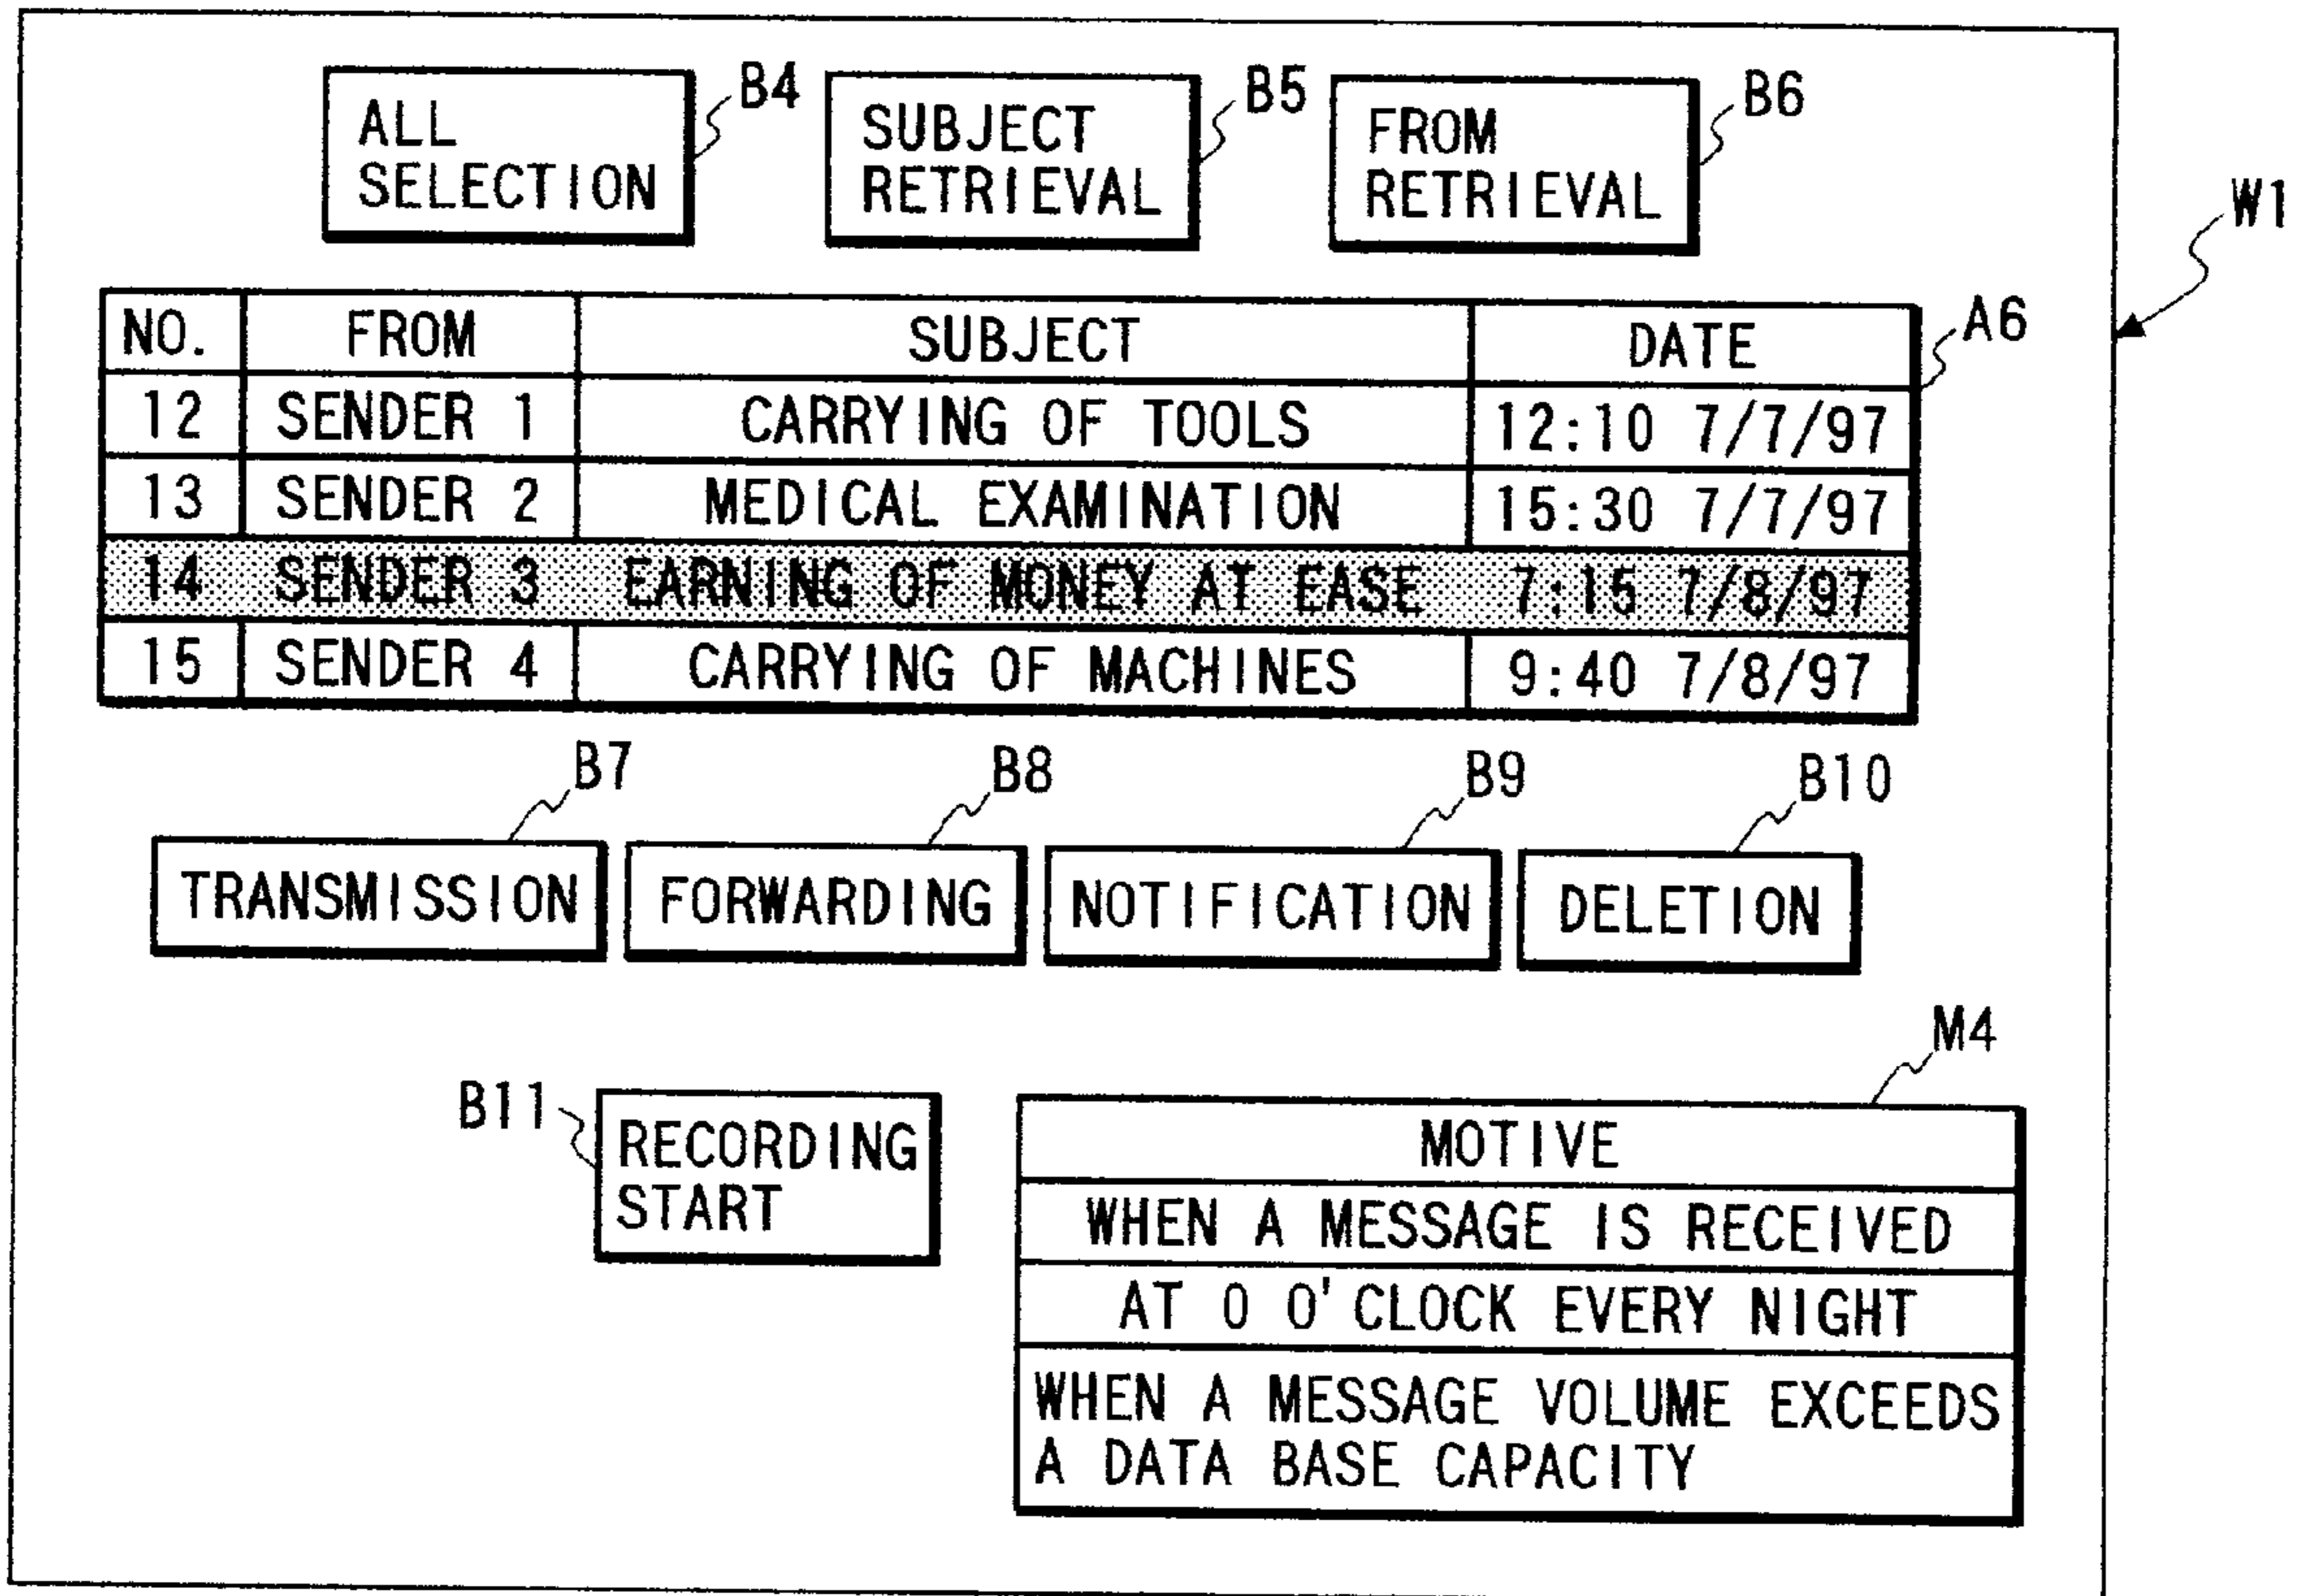 B4
B5
B6
ALL
SELECTION
SUBJECT
RETRIEVAL
FROM
RETRIEVAL
W1
A6
NO. FROM SUBJECT DATE
12 SENDER 1 CARRYING OF TOOLS 12:10 7/7/97
13 SENDER 2 MEDICAL EXAMINATION 15:30 7/7/97
14 SENDER 3 EARNING OF MONEY AT EASE 7:15 7/8/97
15 SENDER 4 CARRYING OF MACHINES 9:40 7/8/97
B7 B8 B9 B10
TRANSMISSION FORWARDING NOTIFICATION DELETION
M4
B11
RECORDING
START
MOTIVE
WHEN A MESSAGE IS RECEIVED
AT 0 O'CLOCK EVERY NIGHT
WHEN A MESSAGE VOLUME EXCEEDS
A DATA BASE CAPACITY